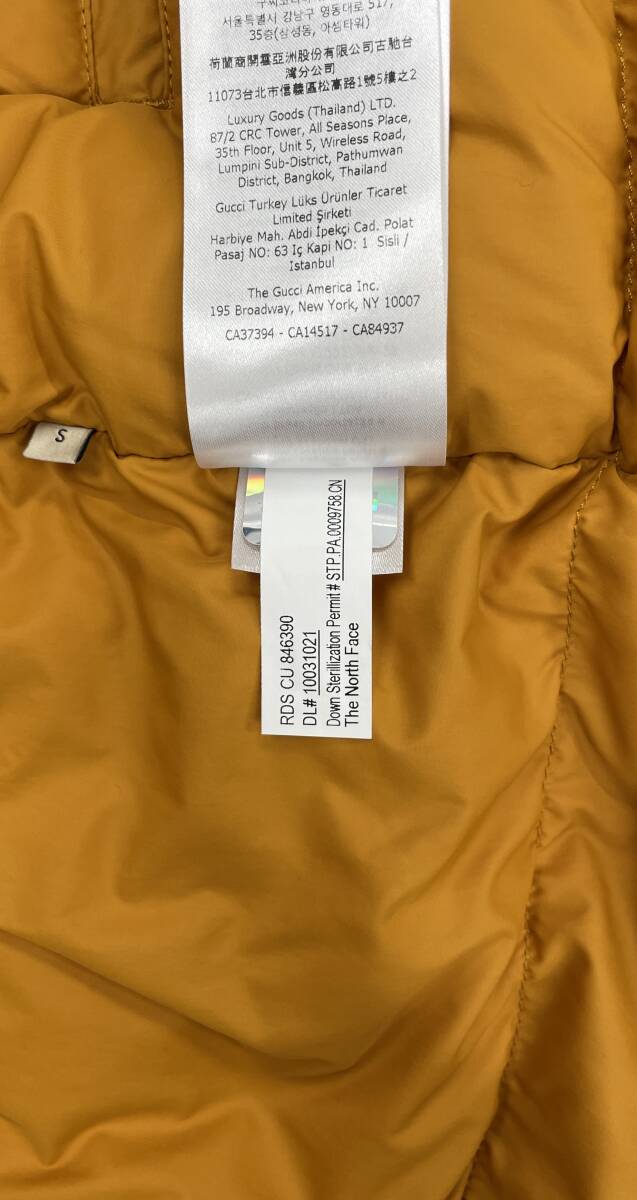 서울특별시 강남구 영동대로 517,
35층(삼성동, 아셈타워)
荷蘭商開雲亞洲股份有限公司古馳台
灣分公司
11073台北市信義區松高路1號5樓之2
Luxury Goods (Thailand) LTD.
87/2 CRC Tower, All Seasons Place,
35th Floor, Unit 5, Wireless Road,
Lumpini Sub-District, Pathumwan
District, Bangkok, Thailand
Gucci Turkey Lüks Ürünler Ticaret
Limited Şirketi
Harbiye Mah. Abdi İpekçi Cad. Polat
Pasaj NO: 63 Iç Kapi NO: 1 Sisli /
Istanbul
The Gucci America Inc.
195 Broadway, New York, NY 10007
CA37394 - CA14517 - CA84937
S
RDS CU 846390
DL# 10031021
Down Sterillization Permit # STP.PA.0009758.CN
The North Face